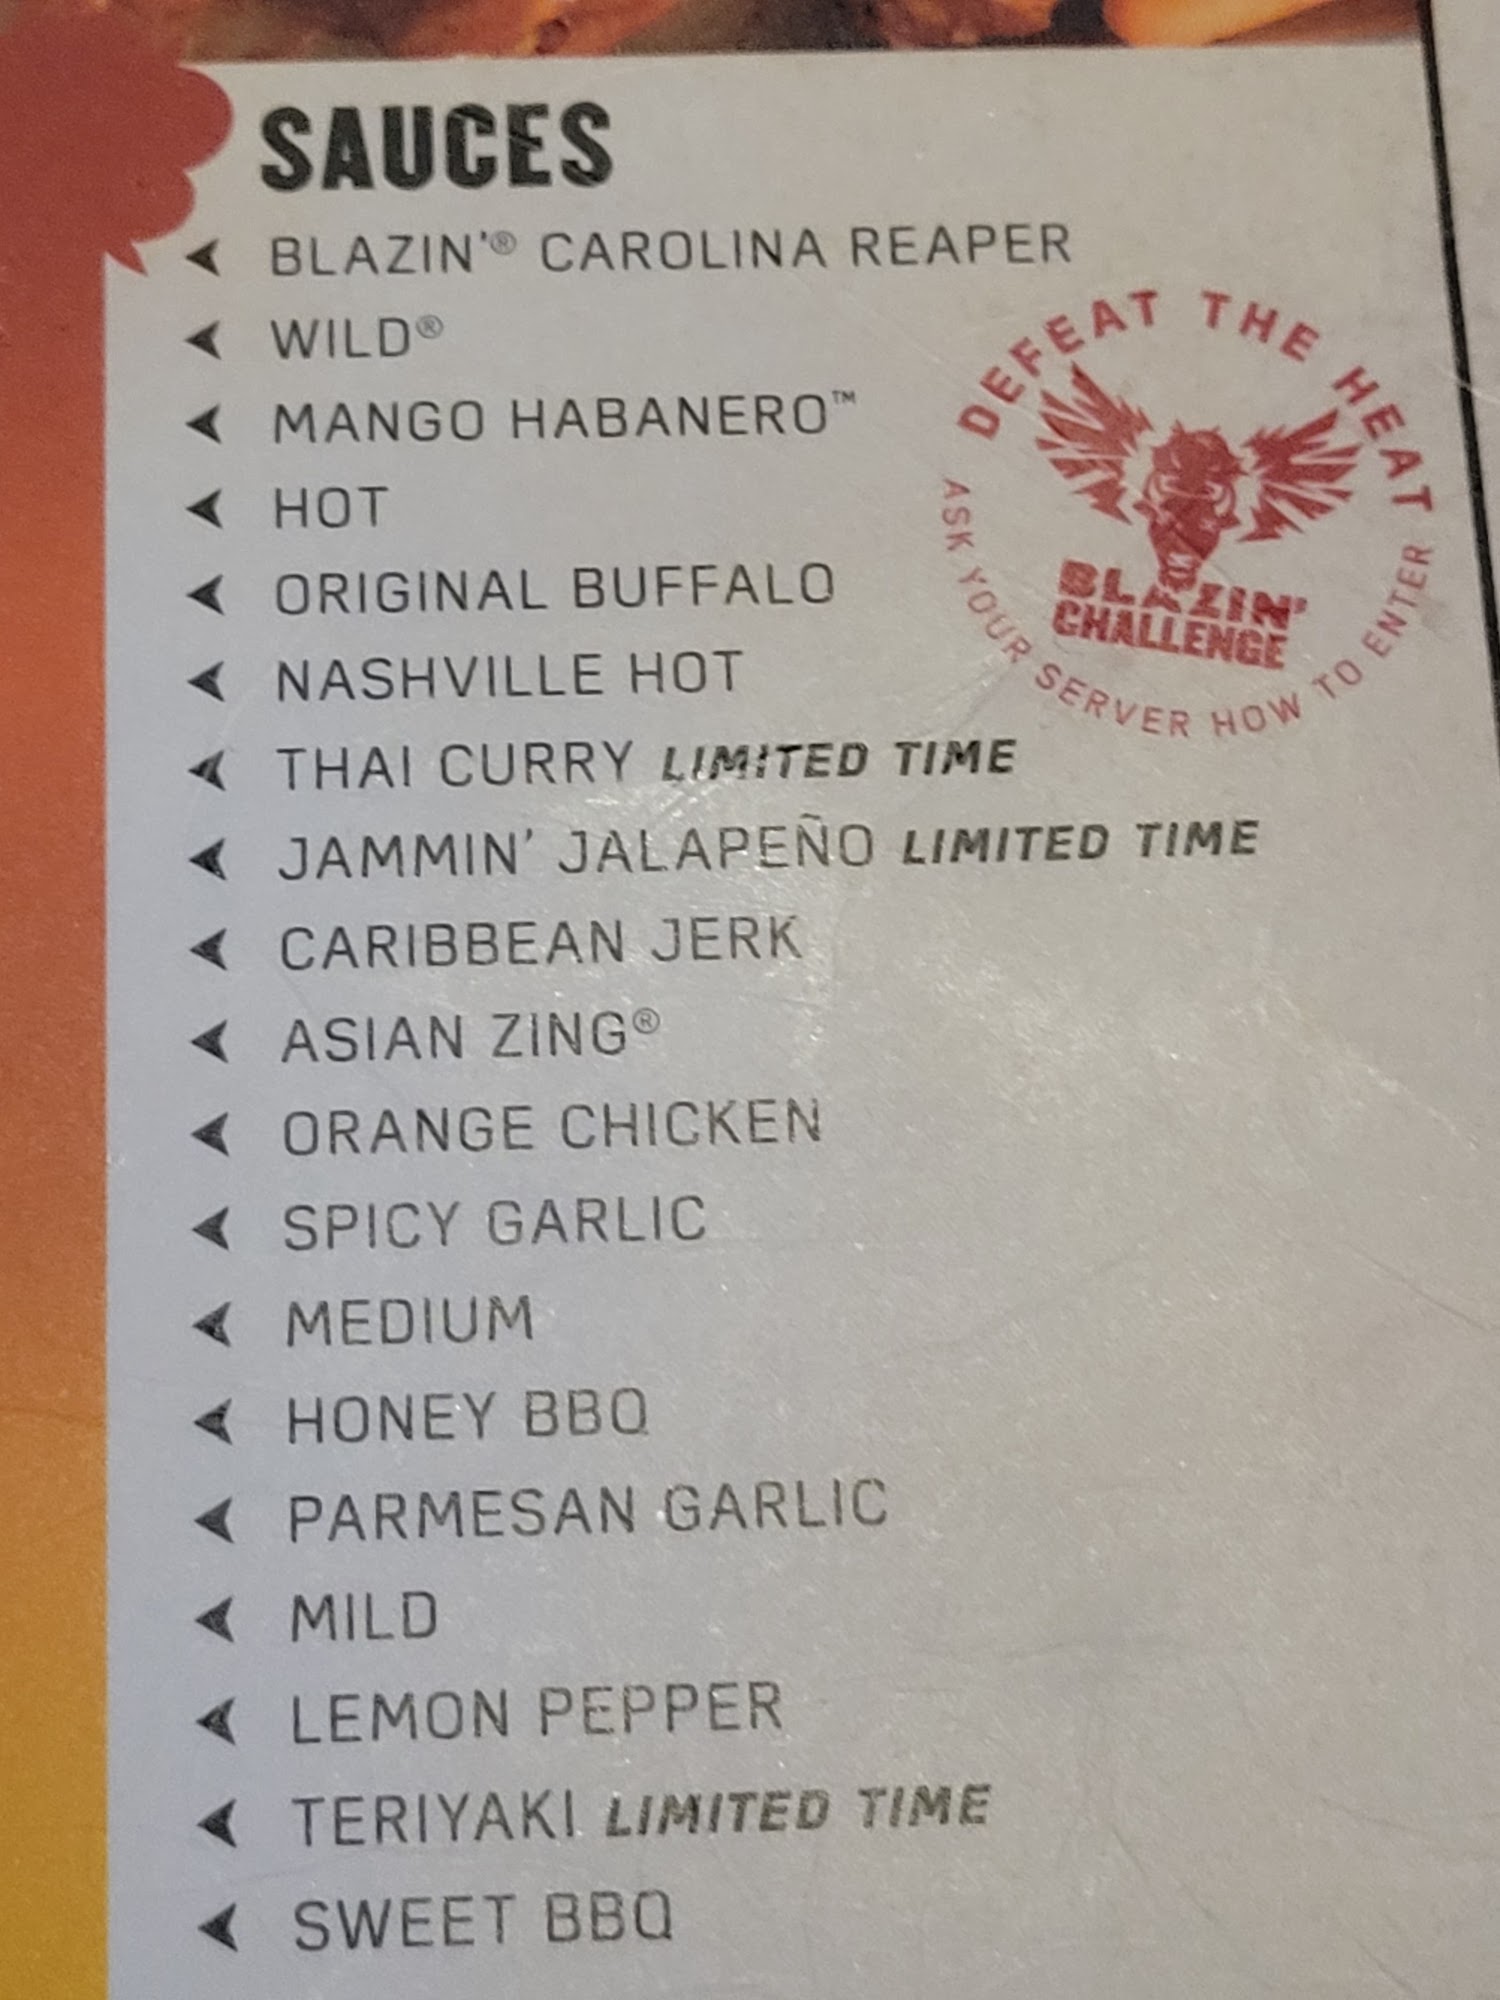 SAUCES
BLAZIN'® CAROLINA REAPER
WILD®
MANGO HABANERO™
HOT
ORIGINAL BUFFALO
NASHVILLE HOT
THAI CURRY LIMITED TIME
JAMMIN' JALAPEÑO LIMITED TIME
CARIBBEAN JERK
ASIAN ZING®
ORANGE CHICKEN
SPICY GARLIC
MEDIUM
HONEY BBQ
PARMESAN GARLIC
MILD
LEMON PEPPER
TERIYAKI LIMITED TIME
SWEET BBQ
DEFEAT THE HEAT
BLAZIN'
CHALLENGE
ASK YOUR SERVER HOW TO ENTER